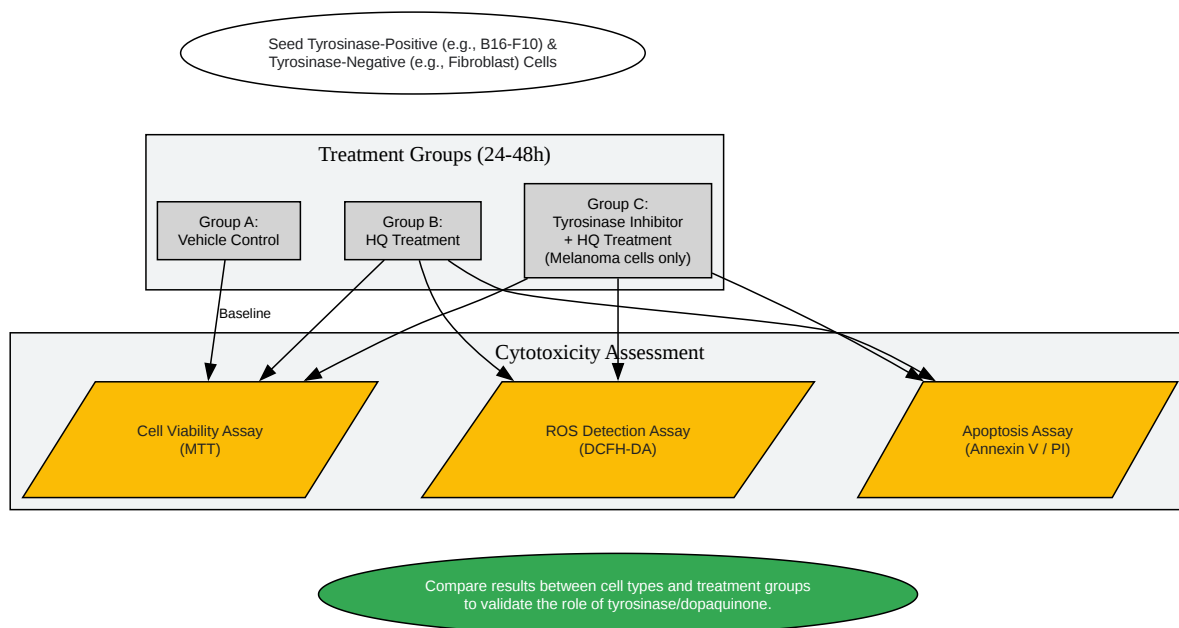 Seed Tyrosinase-Positive (e.g., B16-F10) &
Tyrosinase-Negative (e.g., Fibroblast) Cells
Treatment Groups (24-48h)
Group A:
Vehicle Control
Group B:
HQ Treatment
Group C:
Tyrosinase Inhibitor
+ HQ Treatment
(Melanoma cells only)
Baseline
Cytotoxicity Assessment
Cell Viability Assay
(MTT)
ROS Detection Assay
(DCFH-DA)
Apoptosis Assay
(Annexin V / PI)
Compare results between cell types and treatment groups
to validate the role of tyrosinase/dopaquinone.